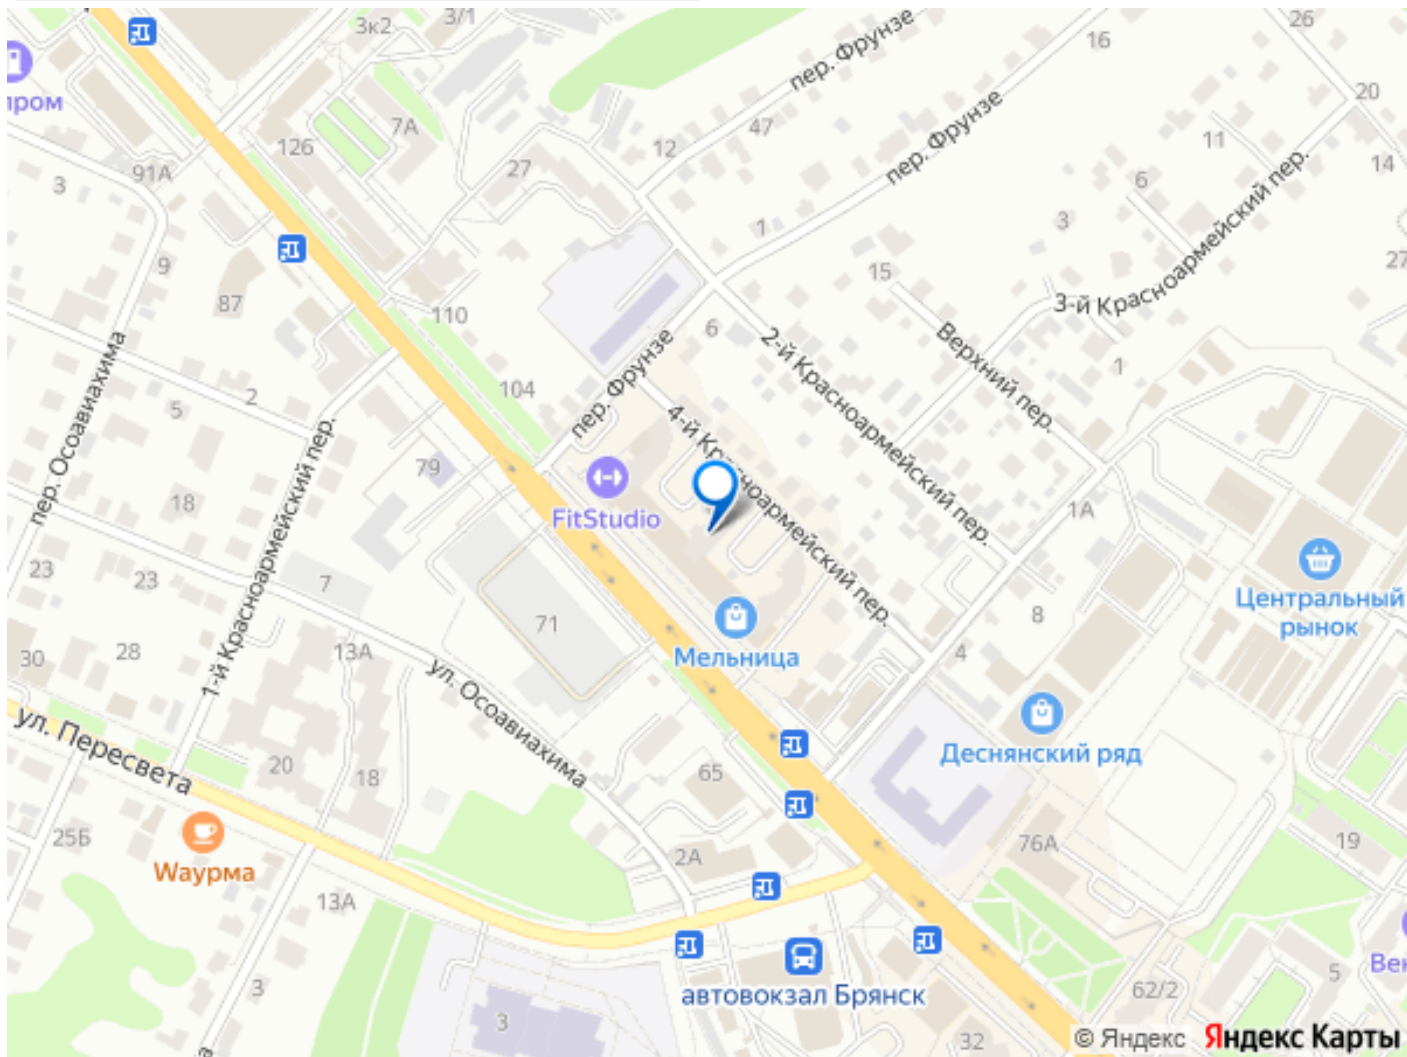 3к2
3/1
26
16
пер. Фрунзе
пром
7А
47
20
126
12
пер. Фрунзе
11
91А
27
14
3
6
3-й Красноармейский пер.
1
3
9
15
27
87
110
6
2-й Красноармейский пер.
Верхний пер.
1
пер. Осоавиахима
2
104
пер. Фрунзе
5
4-й Красноармейский пер.
1-й Красноармейский пер.
79
18
FitStudio
1А
23
23
7
Центральный
рынок
8
71
30
28
13А
Мельница
4
ул. Осоавиахима
ул. Пересвета
Деснянский ряд
20
18
65
25Б
Wаурма
2А
76А
19
13А
Век
5
автовокзал Брянск
3
3
62/2
32
© Яндекс Яндекс Карты
а